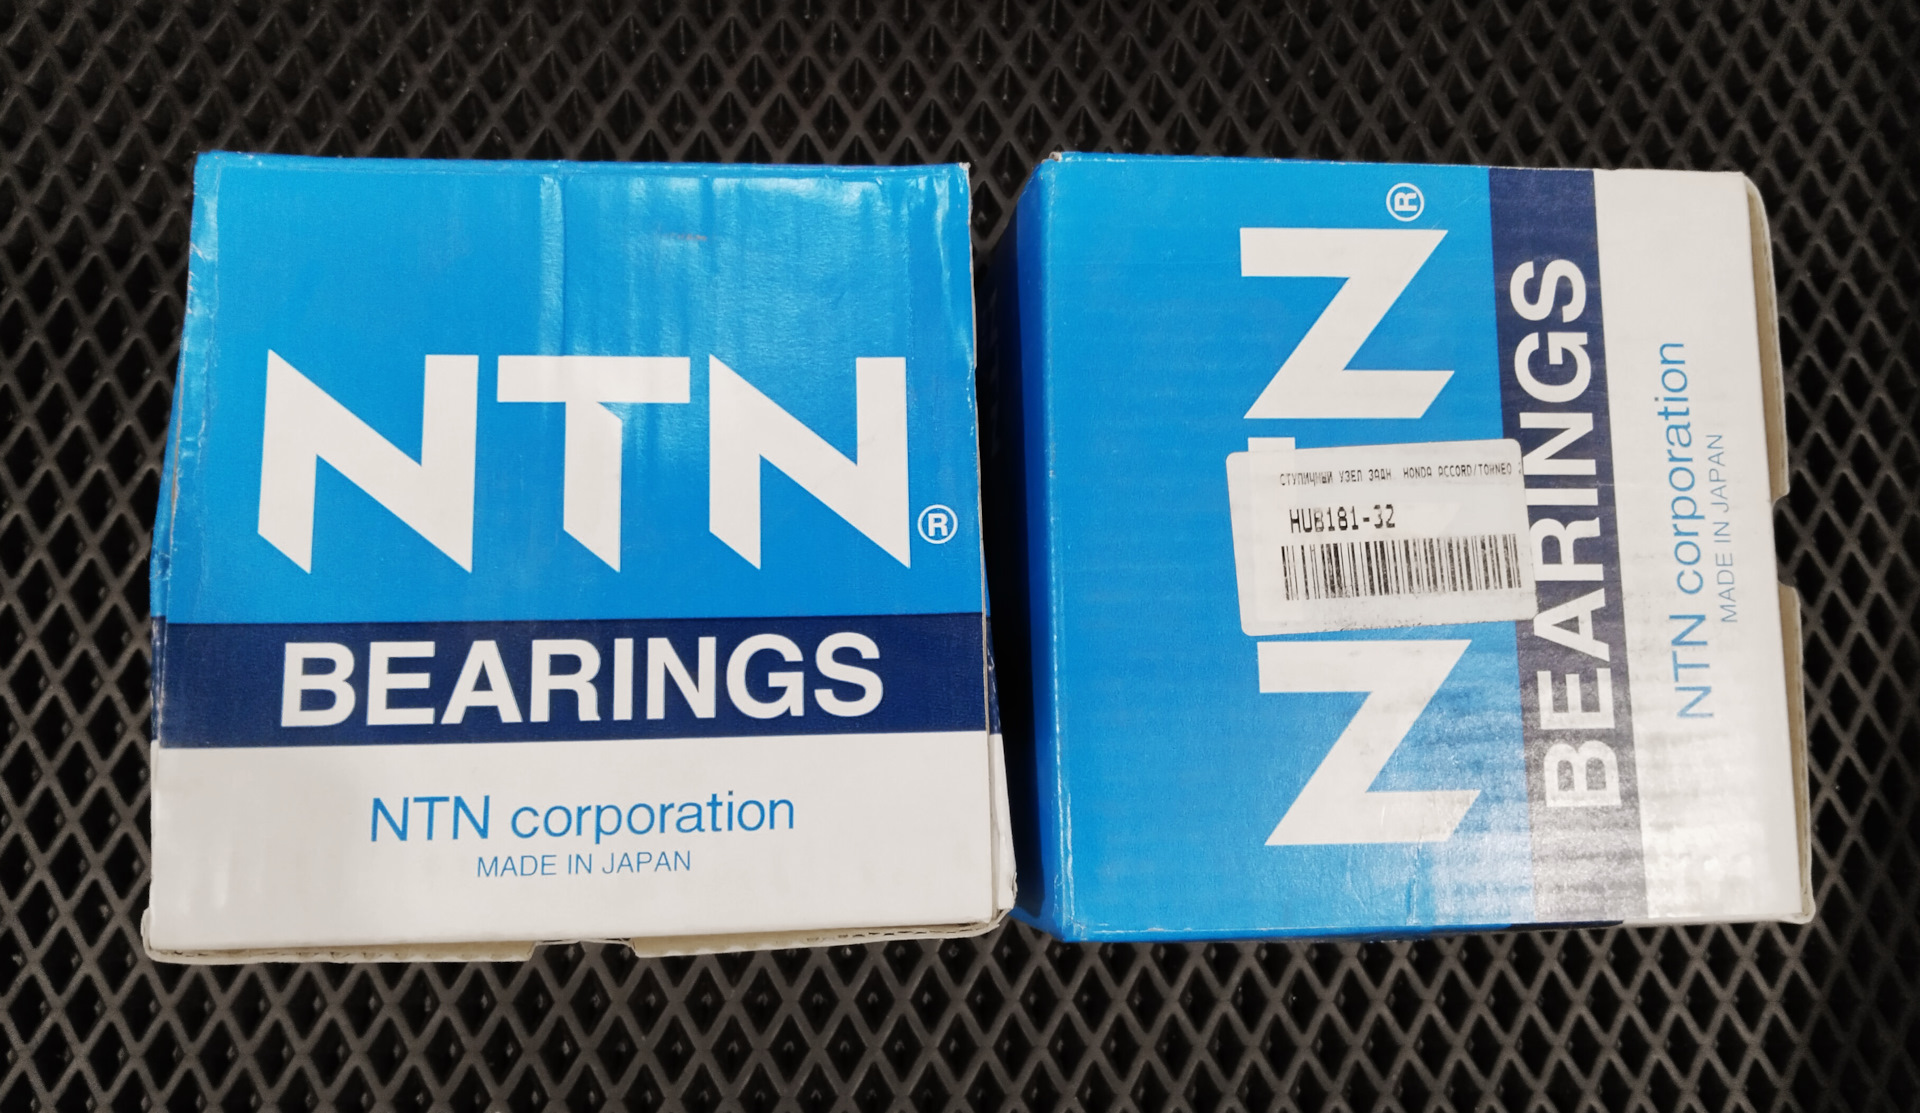 NTN®
BEARINGS
NTN corporation
MADE IN JAPAN
N N®
СТУПИЧНЫЙ УЗЕЛ ЗАДН. HONDA ACCORD/TORNEO
HUB181-32
BEARINGS
NTN corporation
MADE IN JAPAN